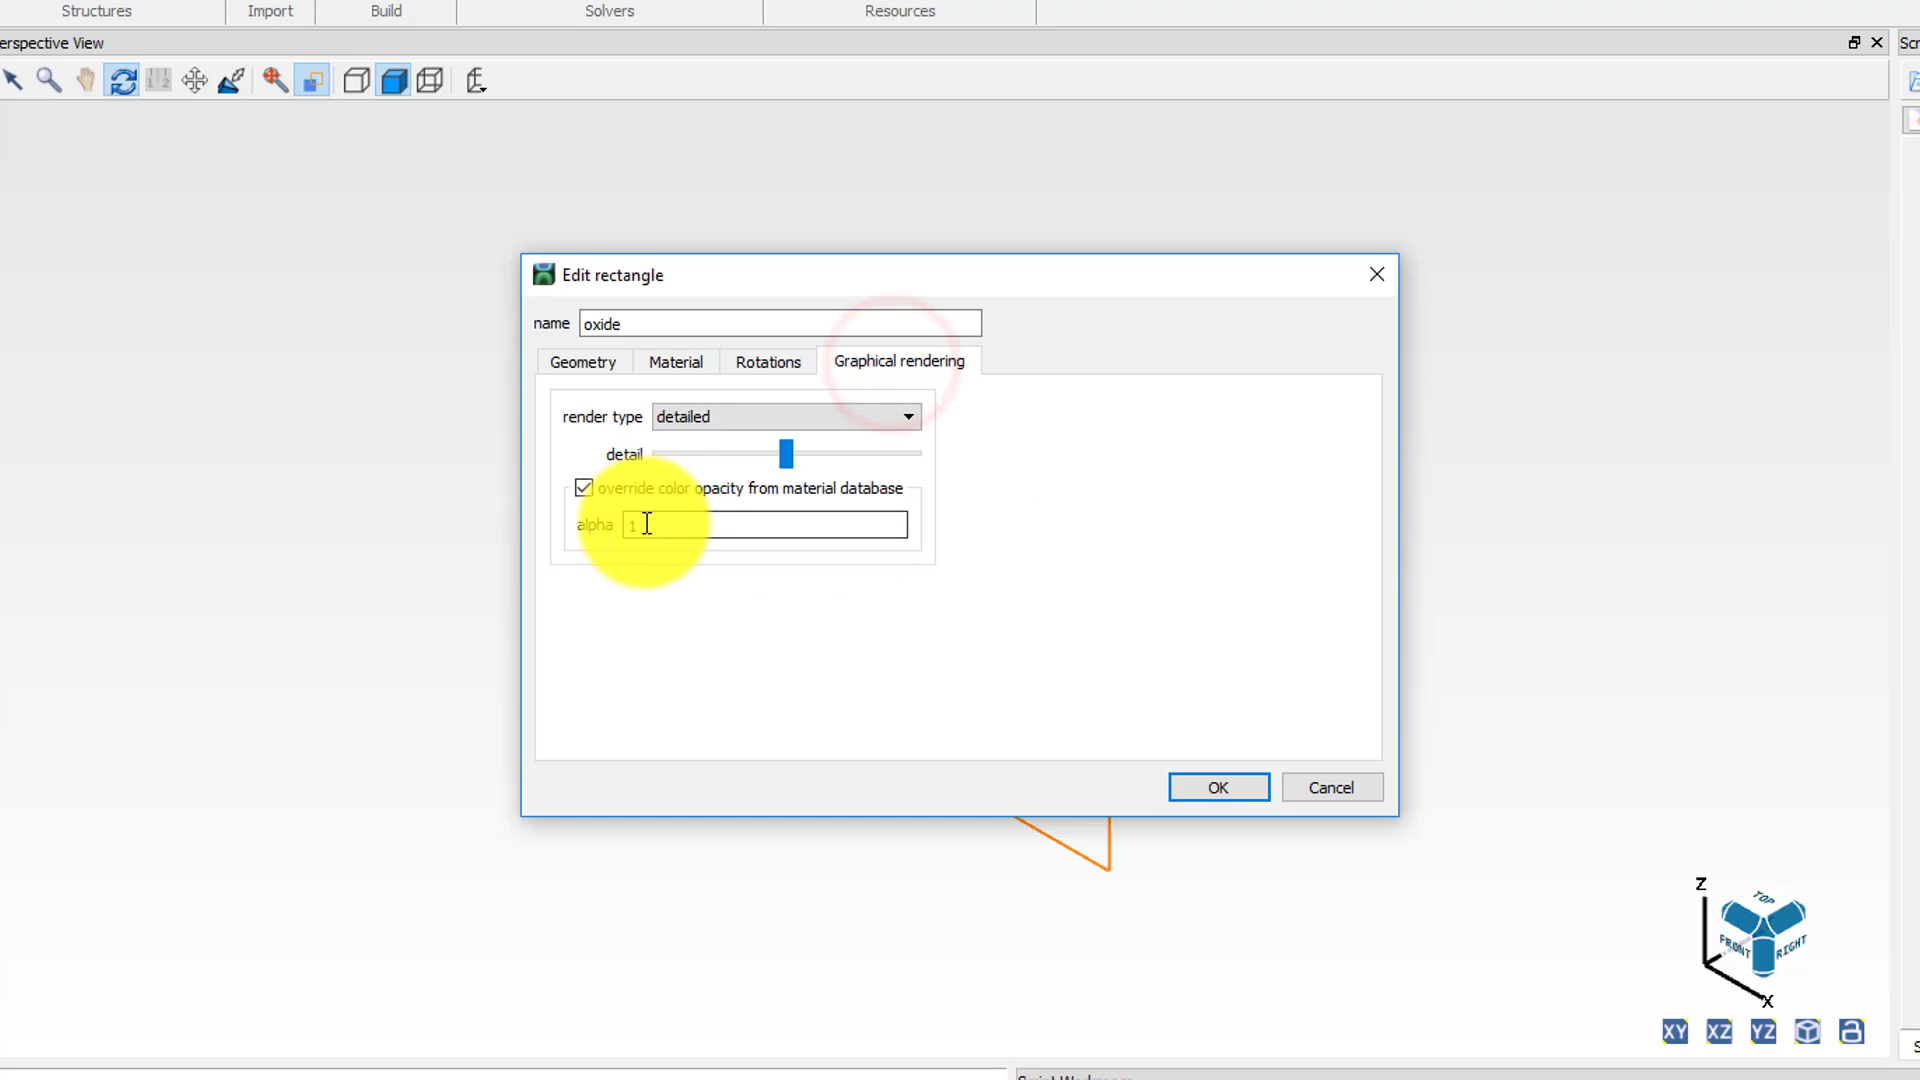 Structures Import Build Solvers Resources
erspective View
Scr
Edit rectangle
name oxide
Geometry Material Rotations Graphical rendering
render type detailed
detail
override color opacity from material database
alpha 1
OK Cancel
Z
TOP
FRONT RIGHT
X
XY XZ YZ
S